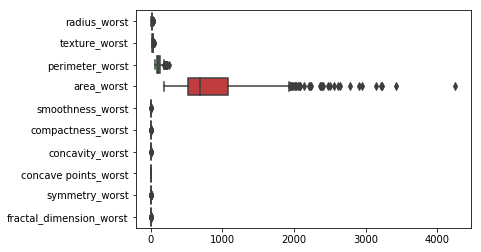 radius_worst
texture_worst
perimeter_worst
area_worst
smoothness_worst
compactness_worst
concavity_worst
concave points_worst
symmetry_worst
fractal_dimension_worst
0 1000 2000 3000 4000